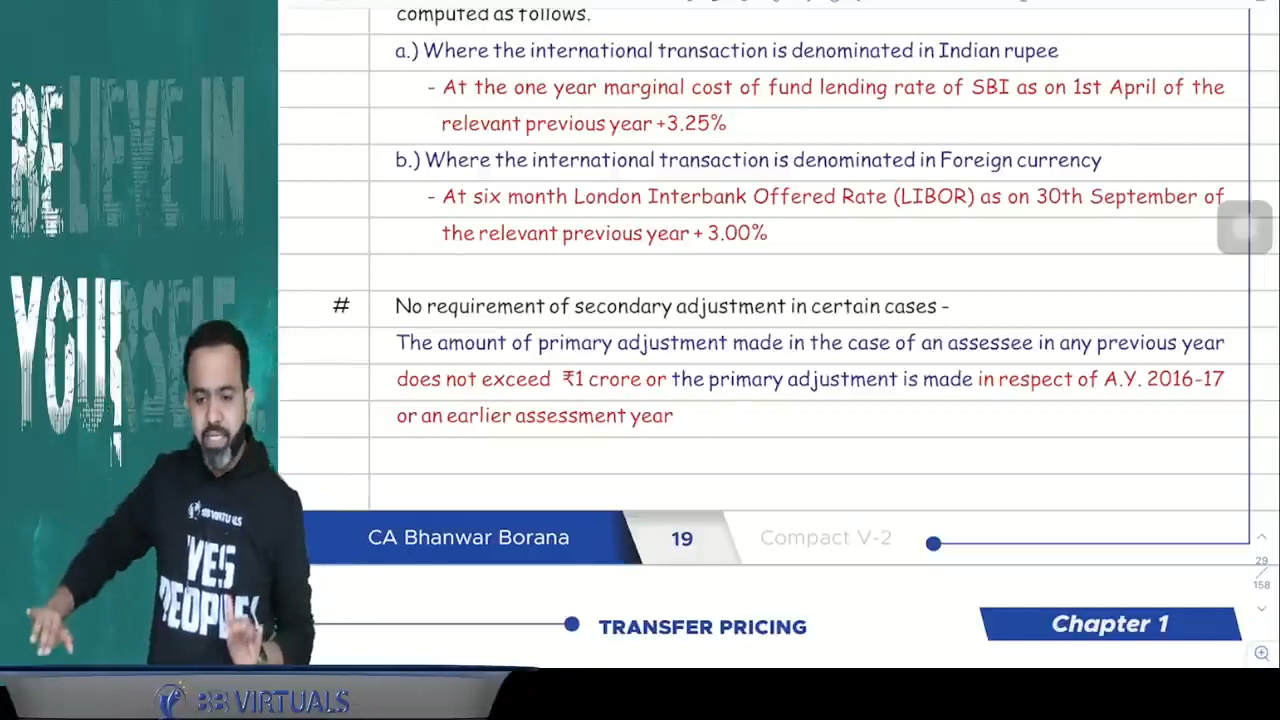 computed as follows.
a.) Where the international transaction is denominated in Indian rupee
- At the one year marginal cost of fund lending rate of SBI as on 1st April of the
relevant previous year +3.25%
b.) Where the international transaction is denominated in Foreign currency
- At six month London Interbank Offered Rate (LIBOR) as on 30th September of
the relevant previous year + 3.00%
# No requirement of secondary adjustment in certain cases -
The amount of primary adjustment made in the case of an assessee in any previous year
does not exceed ₹1 crore or the primary adjustment is made in respect of A.Y. 2016-17
or an earlier assessment year
CA Bhanwar Borana 19 Compact V-2
29
/
158
TRANSFER PRICING Chapter 1
BELIEVE IN
YOURSELF
BB VIRTUALS
YES
PEOPLE!
BB VIRTUALS